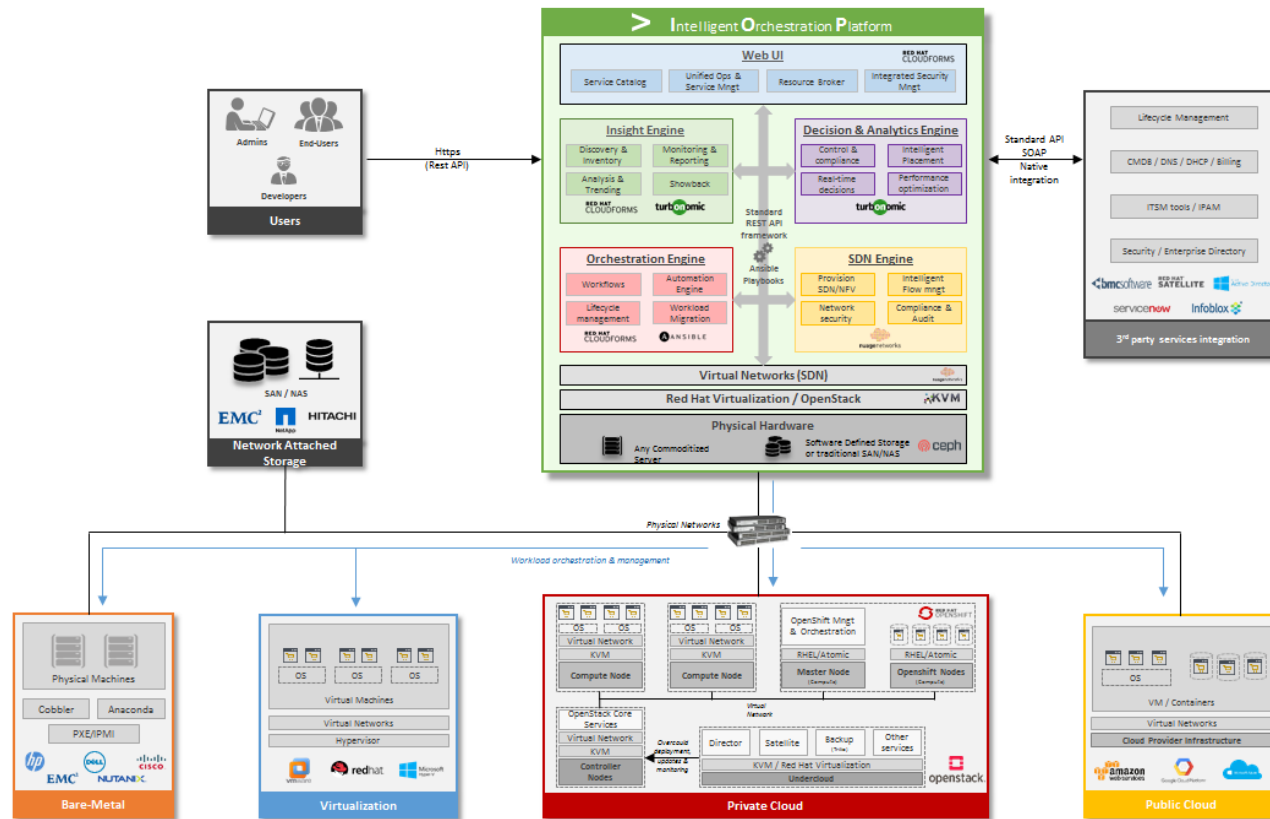 > Intelligent Orchestration Platform
Web UI
RED HAT
CLOUDFORMS
Service Catalog
Unified Ops &
Service Mngt
Resource Broker
Integrated Security
Mngt
Insight Engine
Discovery &
Inventory
Monitoring &
Reporting
Analysis &
Trending
Showback
RED HAT
CLOUDFORMS
turbonomic
Decision & Analytics Engine
Control &
compliance
Intelligent
Placement
Real-time
decisions
Performance
optimization
turbonomic
Standard
REST API
framework
Ansible
Playbooks
Orchestration Engine
Workflows
Automation
Engine
Lifecycle
management
Workload
Migration
RED HAT
CLOUDFORMS
ANSIBLE
SDN Engine
Provision
SDN/NFV
Intelligent
Flow mngt
Network
security
Compliance &
Audit
nuagenetworks
Virtual Networks (SDN)
nuagenetworks
Red Hat Virtualization / OpenStack
KVM
Physical Hardware
Any Commoditized
Server
Software Defined Storage
or traditional SAN/NAS
ceph
Admins
End-Users
Developers
Users
Https
(Rest API)
Standard API
SOAP
Native
integration
Lifecycle Management
CMDB / DNS / DHCP / Billing
ITSM tools / IPAM
Security / Enterprise Directory
bmcsoftware
RED HAT
SATELLITE
servicenow
Infoblox
3rd party services integration
SAN / NAS
EMC²
NetApp
HITACHI
Network Attached
Storage
Physical Networks
Workload orchestration & management
Physical Machines
Cobbler
Anaconda
PXE/IPMI
hp
DELL
CISCO
EMC²
NUTANIX
Bare-Metal
OS
OS
OS
Virtual Machines
Virtual Networks
Hypervisor
vmware
redhat
Microsoft
Hyper-V
Virtualization
OS
OS
Virtual Network
KVM
Compute Node
OS
OS
Virtual Network
KVM
Compute Node
OpenShift Mngt
& Orchestration
RHEL/Atomic
Master Node
(Compute)
RED HAT
OPENSHIFT
RHEL/Atomic
Openshift Nodes
(Compute)
Virtual
Network
OpenStack Core
Services
Virtual Network
KVM
Controller
Nodes
Overcould
deployment,
updates &
monitoring
Director
Satellite
Backup
Other
services
KVM / Red Hat Virtualization
Undercloud
openstack.
Private Cloud
OS
VM / Containers
Virtual Networks
Cloud Provider Infrastructure
amazon
webservices
Google Cloud Platform
Public Cloud